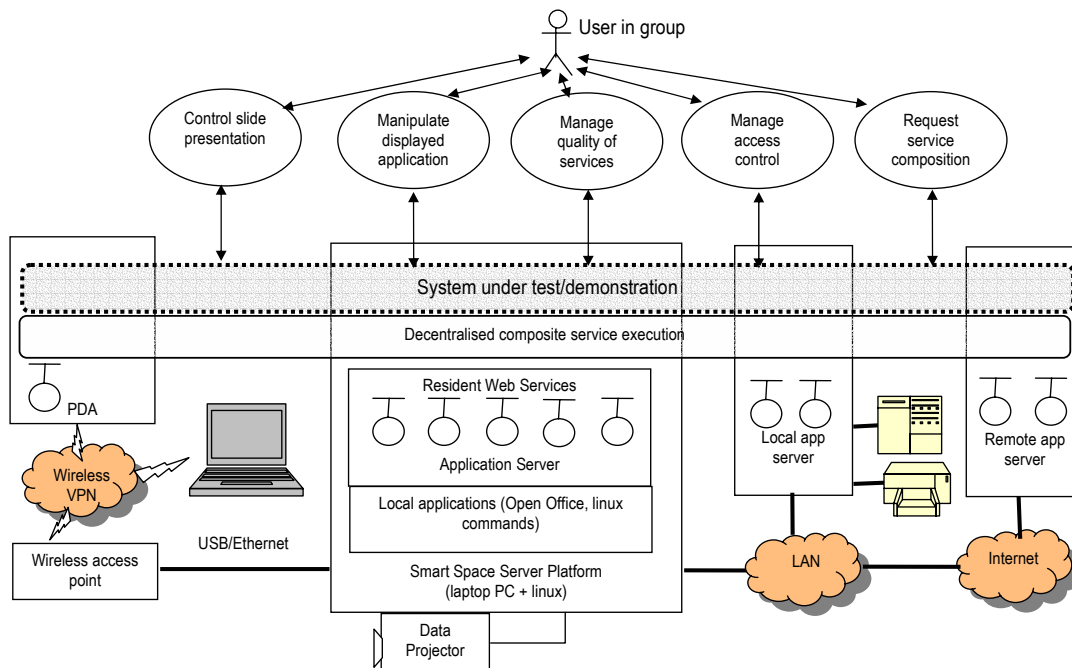 User in group
Control slide
presentation
Manipulate
displayed
application
Manage
quality of
services
Manage
access
control
Request
service
composition
System under test/demonstration
Decentralised composite service execution
PDA
Resident Web Services
Application Server
Local app
server
Remote app
server
Wireless
VPN
Local applications (Open Office, linux
commands)
USB/Ethernet
Wireless access
point
LAN
Internet
Smart Space Server Platform
(laptop PC + linux)
Data
Projector